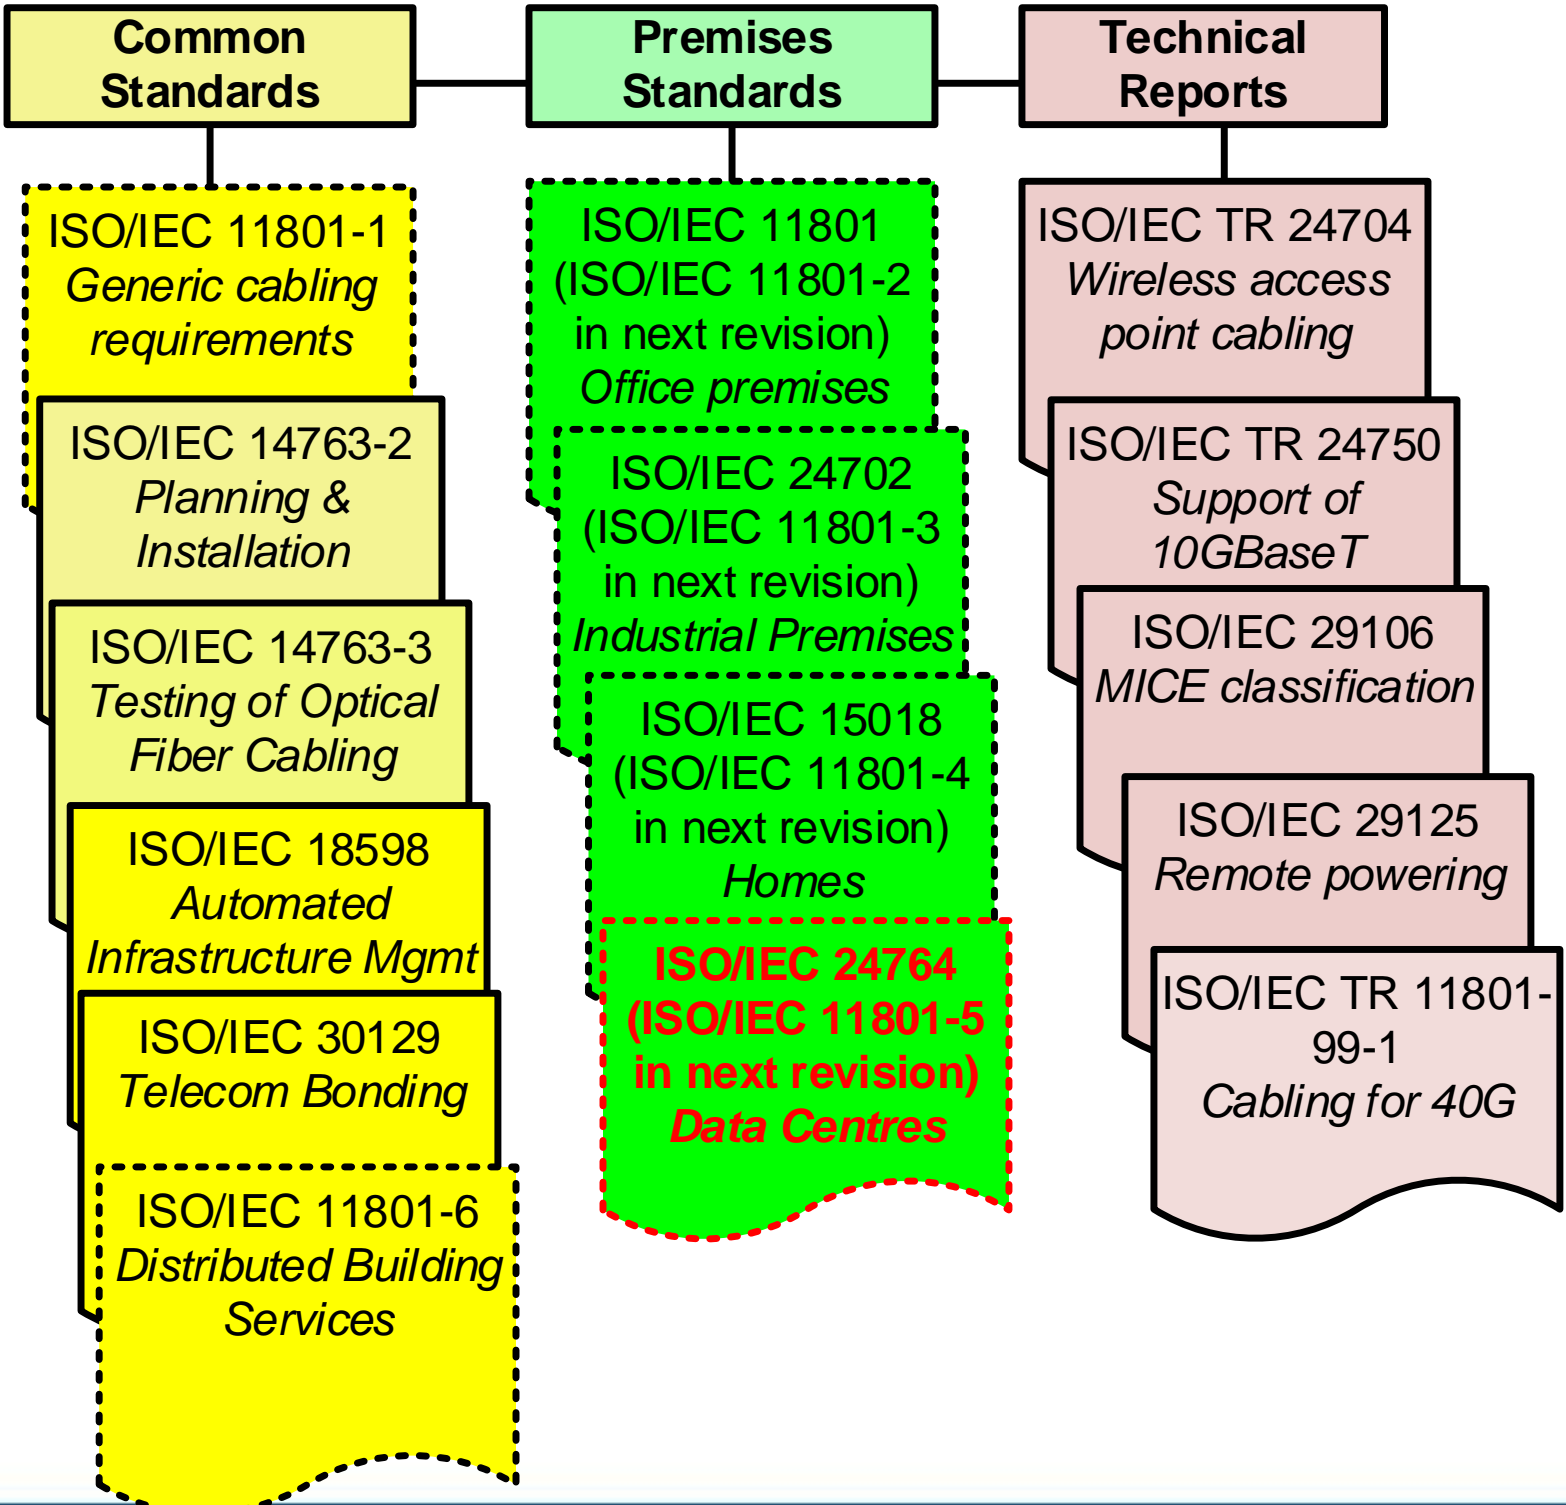 Common
Standards
Premises
Standards
Technical
Reports
ISO/IEC 11801-1
Generic cabling
requirements
ISO/IEC 14763-2
Planning &
Installation
ISO/IEC 14763-3
Testing of Optical
Fiber Cabling
ISO/IEC 18598
Automated
Infrastructure Mgmt
ISO/IEC 30129
Telecom Bonding
ISO/IEC 11801-6
Distributed Building
Services
ISO/IEC 11801
(ISO/IEC 11801-2
in next revision)
Office premises
ISO/IEC 24702
(ISO/IEC 11801-3
in next revision)
Industrial Premises
ISO/IEC 15018
(ISO/IEC 11801-4
in next revision)
Homes
ISO/IEC 24764
(ISO/IEC 11801-5
in next revision)
Data Centres
ISO/IEC TR 24704
Wireless access
point cabling
ISO/IEC TR 24750
Support of
10GBaseT
ISO/IEC 29106
MICE classification
ISO/IEC 29125
Remote powering
ISO/IEC TR 11801-
99-1
Cabling for 40G